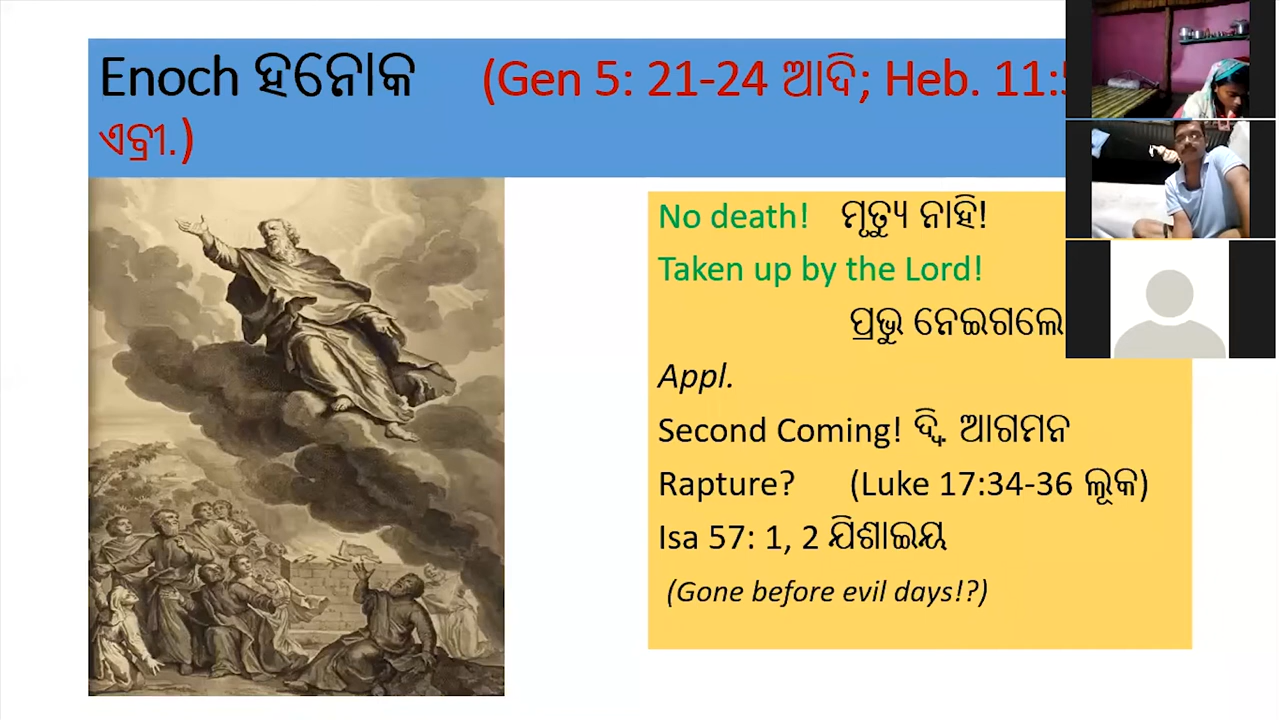 Enoch ହନୋକ (Gen 5: 21-24 ଆଦି; Heb. 11:5
ଏବ୍ରୀ.)
No death! ମୃତ୍ୟୁ ନାହି!
Taken up by the Lord!
ପ୍ରଭୁ ନେଇଗଲେ
Appl.
Second Coming! ଦ୍ୱି. ଆଗମନ
Rapture? (Luke 17:34-36 ଲୂକ)
Isa 57: 1, 2 ଯିଶାଇୟ
(Gone before evil days!?)